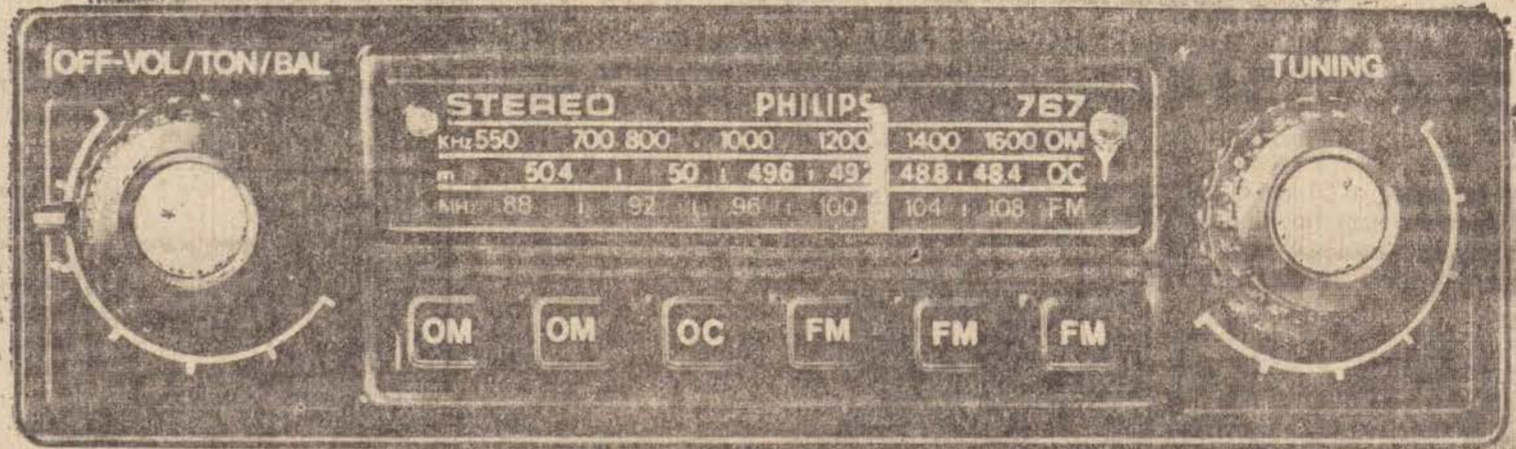 OFF-VOL/TON/BAL
TUNING
STEREO PHILIPS 767
KHz 550 700 800 1000 1200 1400 1600 OM
m 50.4 50 49.6 49.2 48.8 48.4 OC
MHz 88 92 96 100 104 108 FM
OM OM OC FM FM FM